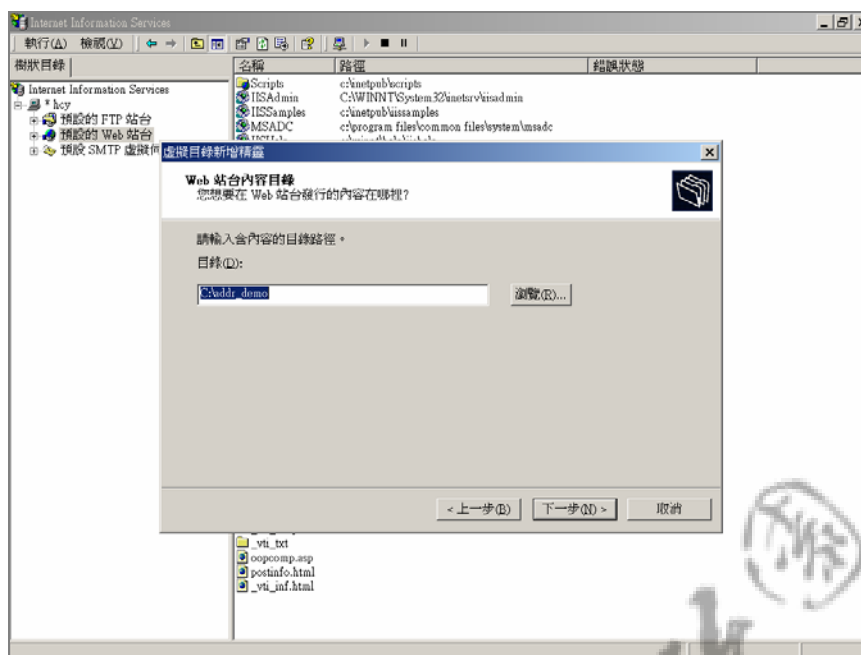 Internet Information Services
執行(A) 檢視(V)
樹狀目錄
名稱 路徑 錯誤狀態
Internet Information Services
* hcy
預設的 FTP 站台
預設的 Web 站台
預設 SMTP 虛擬伺
Scripts c:\inetpub\scripts
IISAdmin C:\WINNT\System32\inetsrv\iisadmin
IISSamples c:\inetpub\iissamples
MSADC c:\program files\common files\system\msadc
虛擬目錄新增精靈
Web 站台內容目錄
您想要在 Web 站台發行的內容在哪裡?
請輸入含內容的目錄路徑。
目錄(D):
C:\addr_demo
瀏覽(R)...
<上一步(B) 下一步(N) > 取消
_vti_txt
oopcomp.asp
postinfo.html
_vti_inf.html